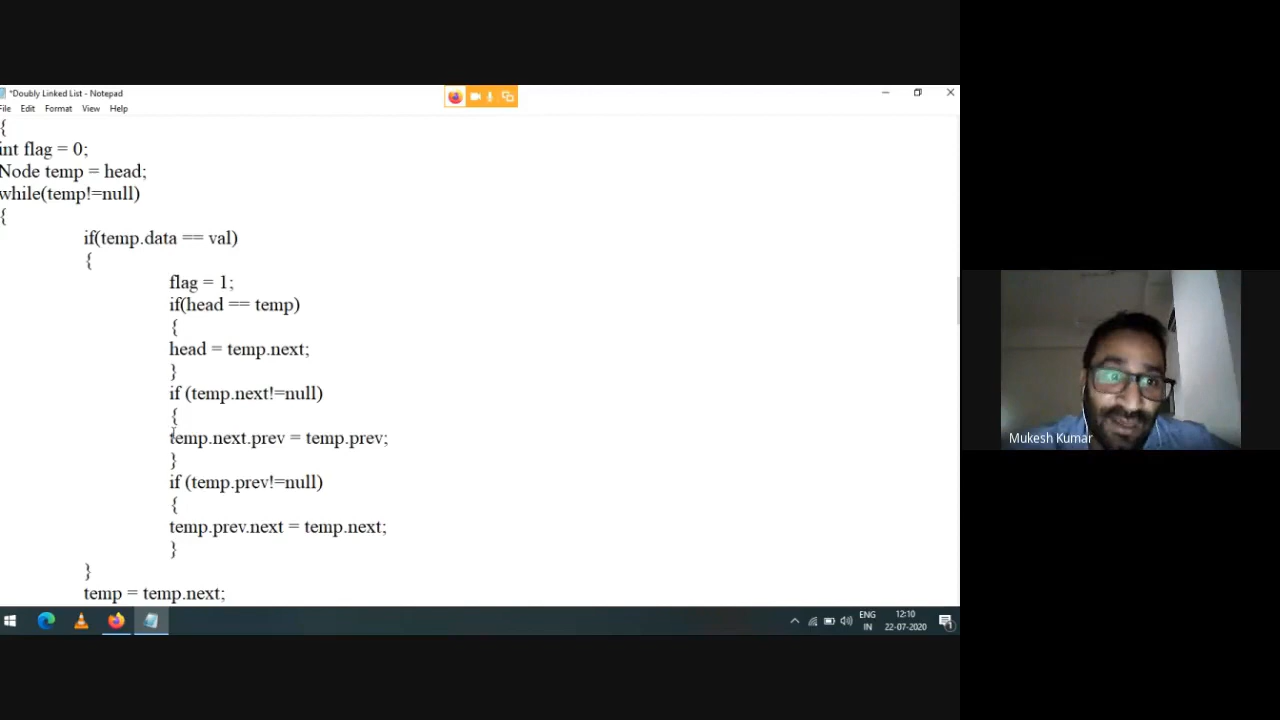 *Doubly Linked List - Notepad
File Edit Format View Help
{
int flag = 0;
Node temp = head;
while(temp!=null)
{
if(temp.data == val)
{
flag = 1;
if(head == temp)
{
head = temp.next;
}
if (temp.next!=null)
{
temp.next.prev = temp.prev;
}
if (temp.prev!=null)
{
temp.prev.next = temp.next;
}
}
temp = temp.next;
ENG
IN
12:10
22-07-2020
1
Mukesh Kumar